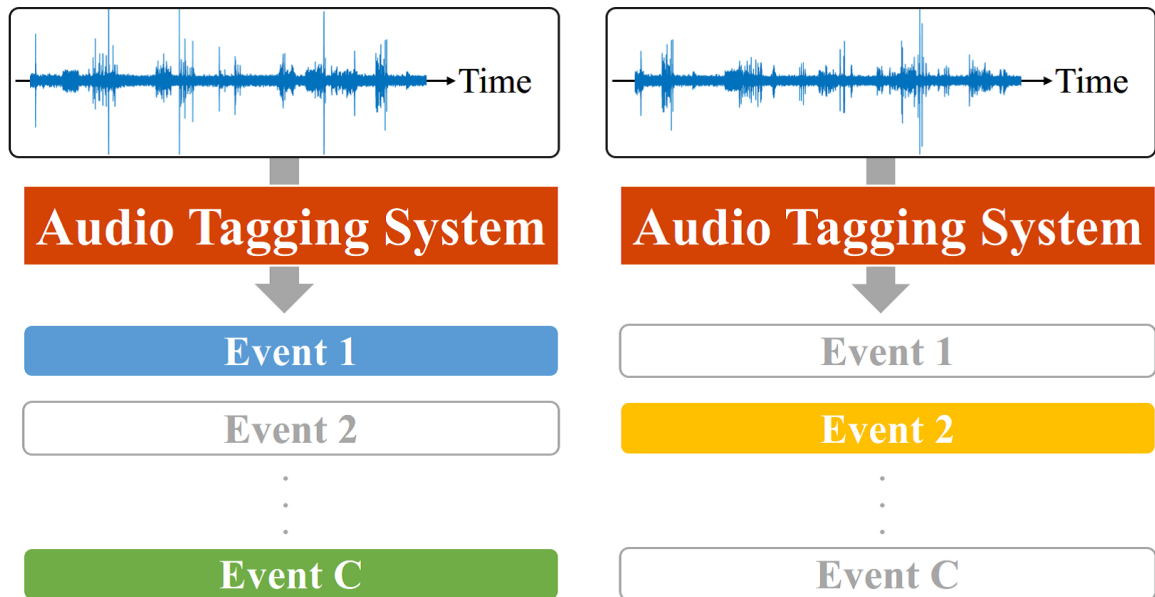 Time
Audio Tagging System
Event 1
Event 2
Event C
Time
Audio Tagging System
Event 1
Event 2
Event C